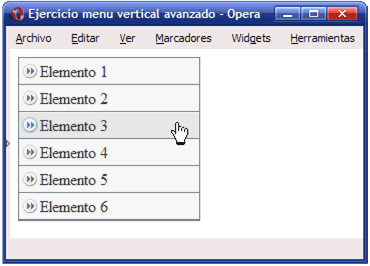 Ejercicio menu vertical avanzado - Opera
Archivo Editar Ver Marcadores Widgets Herramientas
Elemento 1
Elemento 2
Elemento 3
Elemento 4
Elemento 5
Elemento 6